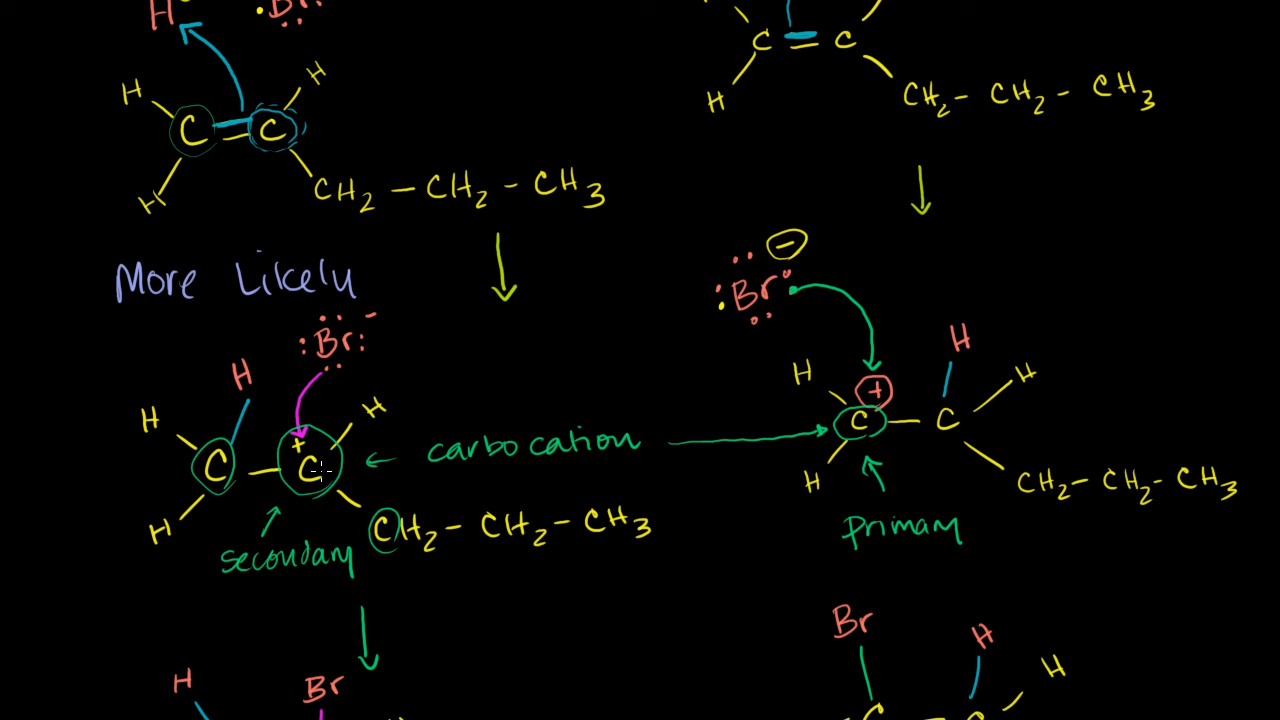 H :Br
H H
C = C
H
CH2 — CH2 - CH3
C = C
H
CH2 - CH2 - CH3
More Likely
:Br: -
H
H H
C — C +
H
CH2 - CH2 - CH3
secondary
← carbocation →
:Br: −
H
H + H
C — C
H
CH2 - CH2 - CH3
Primary
H Br
Br H
H
C C